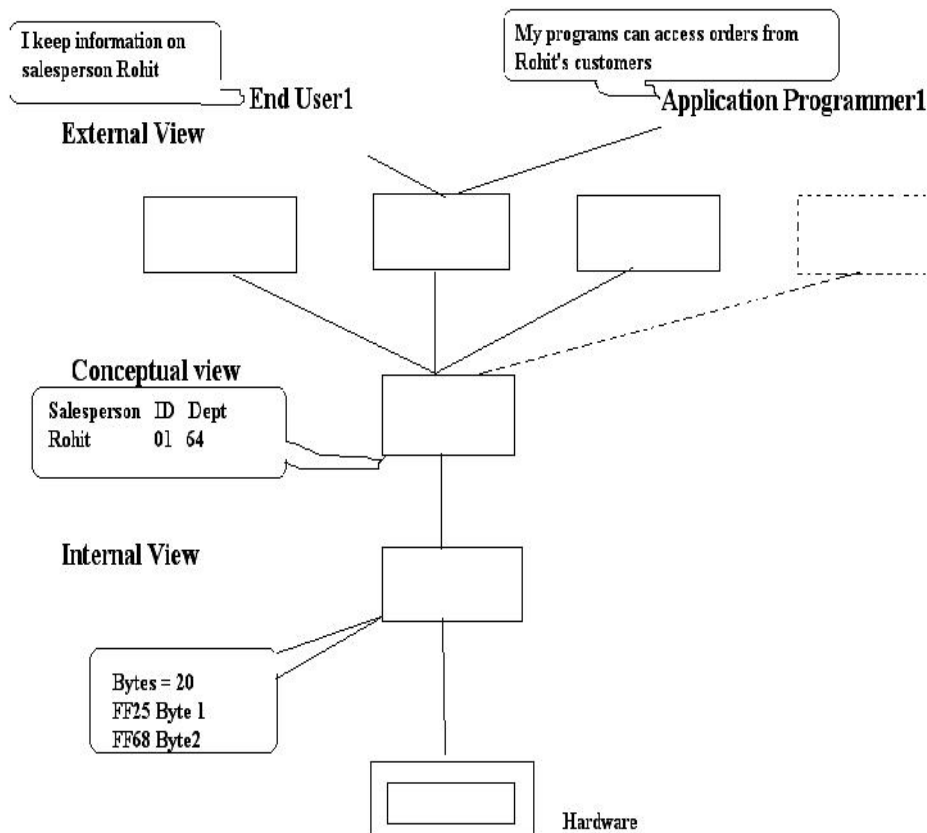 I keep information on
salesperson Rohit
My programs can access orders from
Rohit's customers
End User1
Application Programmer1
External View
Conceptual view
Salesperson ID Dept
Rohit 01 64
Internal View
Bytes = 20
FF25 Byte 1
FF68 Byte2
Hardware